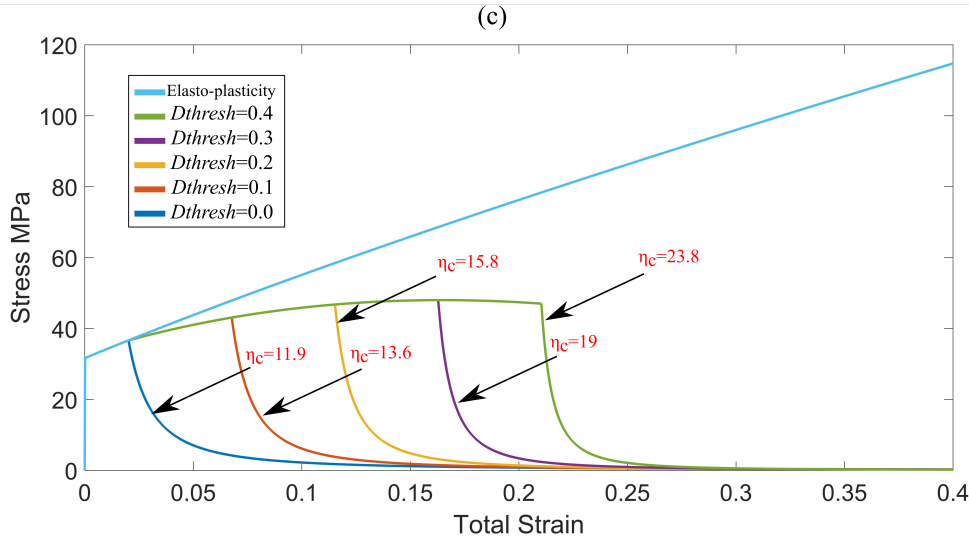 (c)
120
100
80
60
40
20
0
Stress MPa
Elasto-plasticity
Dthresh=0.4
Dthresh=0.3
Dthresh=0.2
Dthresh=0.1
Dthresh=0.0
ηc=15.8
ηc=23.8
ηc=11.9
ηc=13.6
ηc=19
0 0.05 0.1 0.15 0.2 0.25 0.3 0.35 0.4
Total Strain